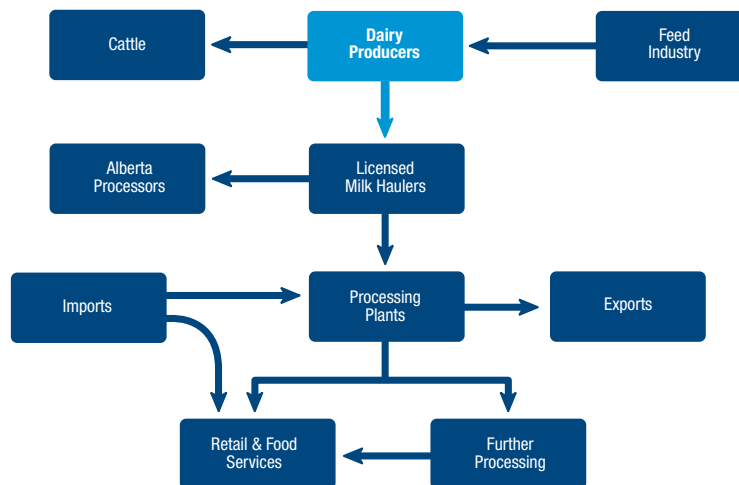 Cattle
Dairy
Producers
Feed
Industry
Alberta
Processors
Licensed
Milk Haulers
Imports
Processing
Plants
Exports
Retail & Food
Services
Further
Processing